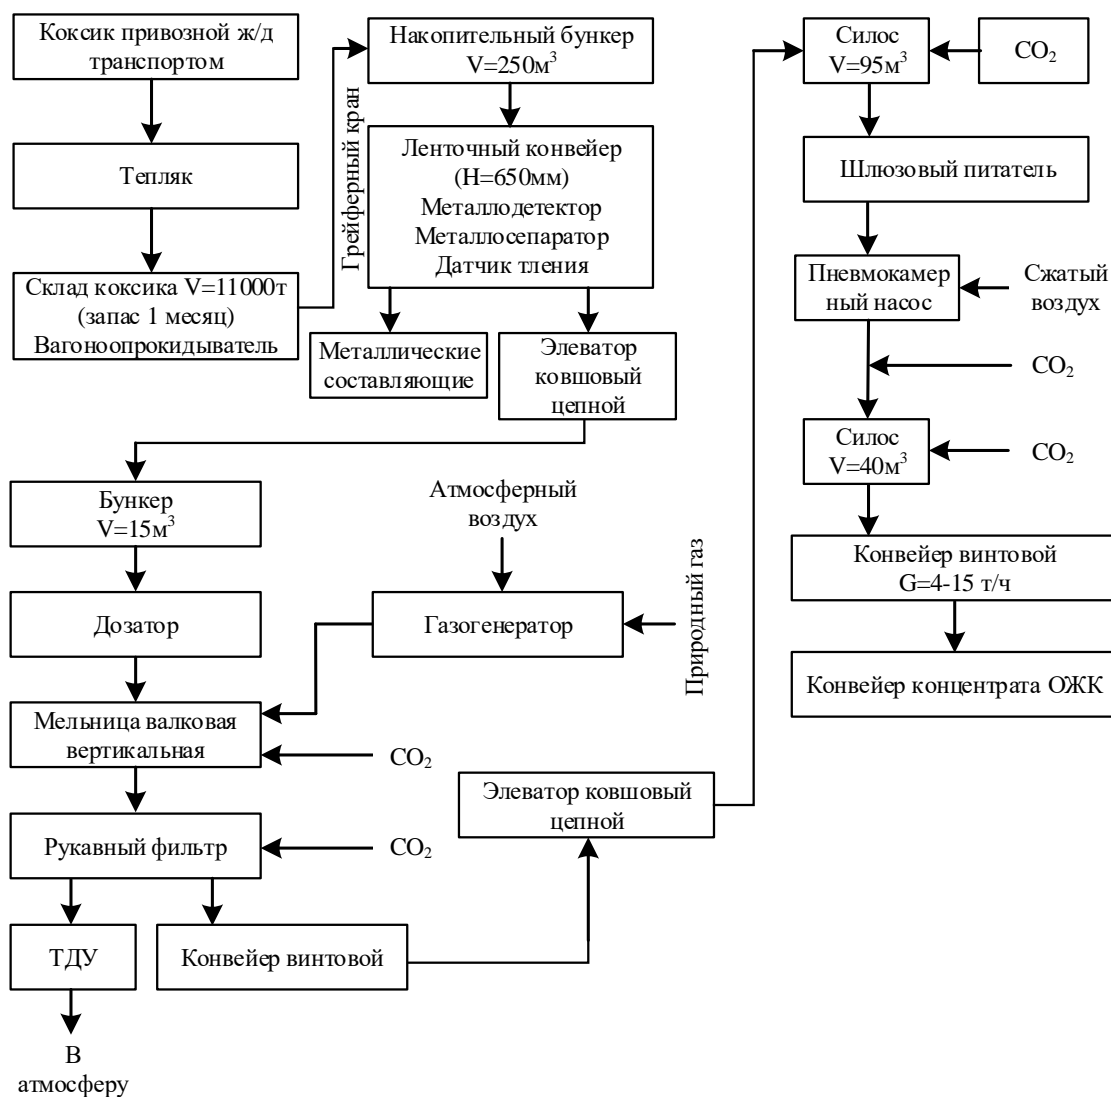 Коксик привозной ж/д
транспортом
Тепляк
Склад коксика V=11000т
(запас 1 месяц)
Вагоноопрокидыватель
Грейферный кран
Накопительный бункер
V=250м³
Ленточный конвейер
(H=650мм)
Металлодетектор
Металлосепаратор
Датчик тления
Металлические
составляющие
Элеватор
ковшовый
цепной
Бункер
V=15м³
Дозатор
Мельница валковая
вертикальная
Рукавный фильтр
ТДУ
В
атмосферу
Конвейер винтовой
Атмосферный
воздух
Газогенератор
Природный газ
CO₂
CO₂
Элеватор ковшовый
цепной
Силос
V=95м³
CO₂
Шлюзовый питатель
Пневмокамер
ный насос
Сжатый
воздух
CO₂
Силос
V=40м³
CO₂
Конвейер винтовой
G=4-15 т/ч
Конвейер концентрата ОЖК